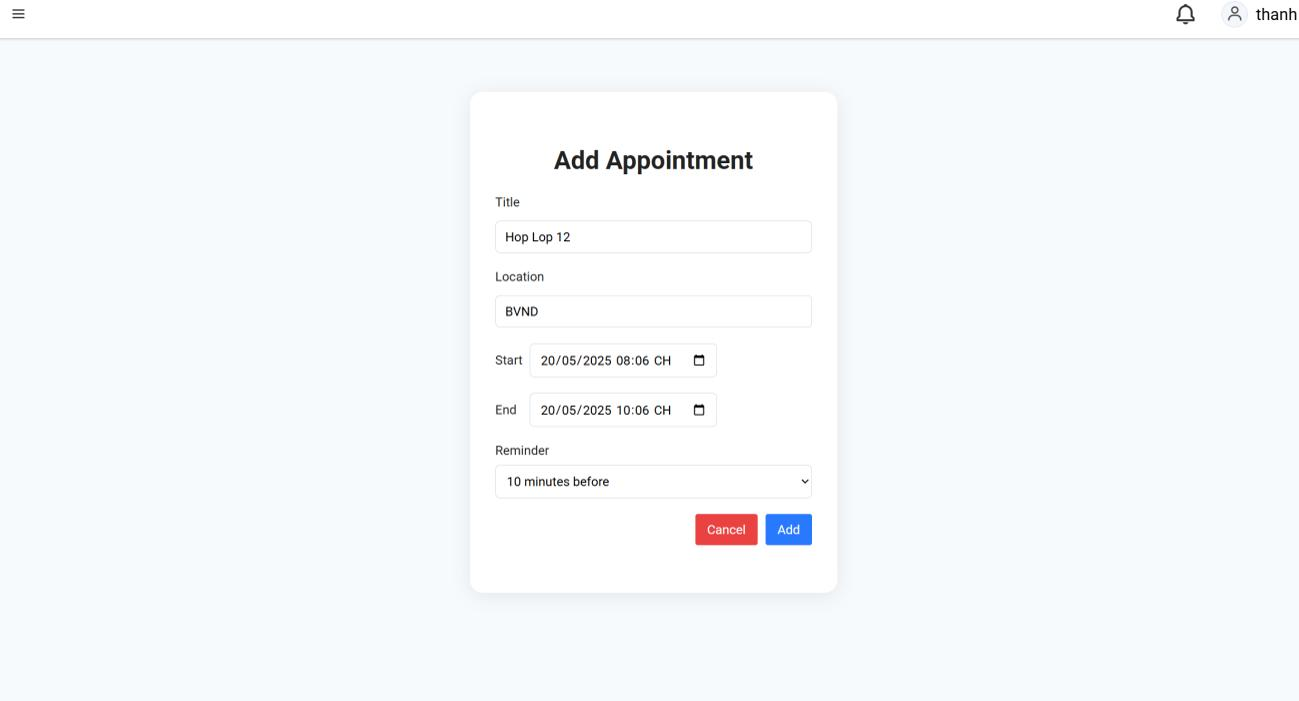 thanh
Add Appointment
Title
Hop Lop 12
Location
BVND
Start 20/05/2025 08:06 CH
End 20/05/2025 10:06 CH
Reminder
10 minutes before
Cancel Add